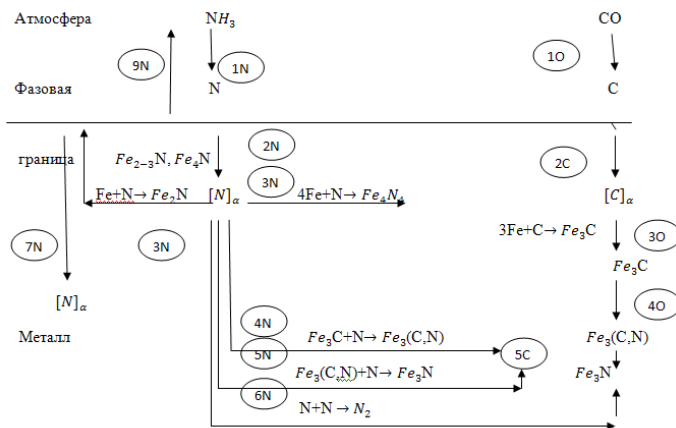 Атмосфера NH₃ CO
9N 1N 1O
Фазовая N C
граница Fe₂₋₃N, Fe₄N 2N 2C
3N
Fe+N→ Fe₂N [N]α 4Fe+N→ Fe₄N₄ [C]α
7N 3N 3Fe+C→ Fe₃C 3O
Fe₃C
[N]α 4O
Металл 4N Fe₃C+N→ Fe₃(C,N) Fe₃(C,N)
5N 5C
Fe₃(C,N)+N→ Fe₃N Fe₃N
6N
N+N → N₂